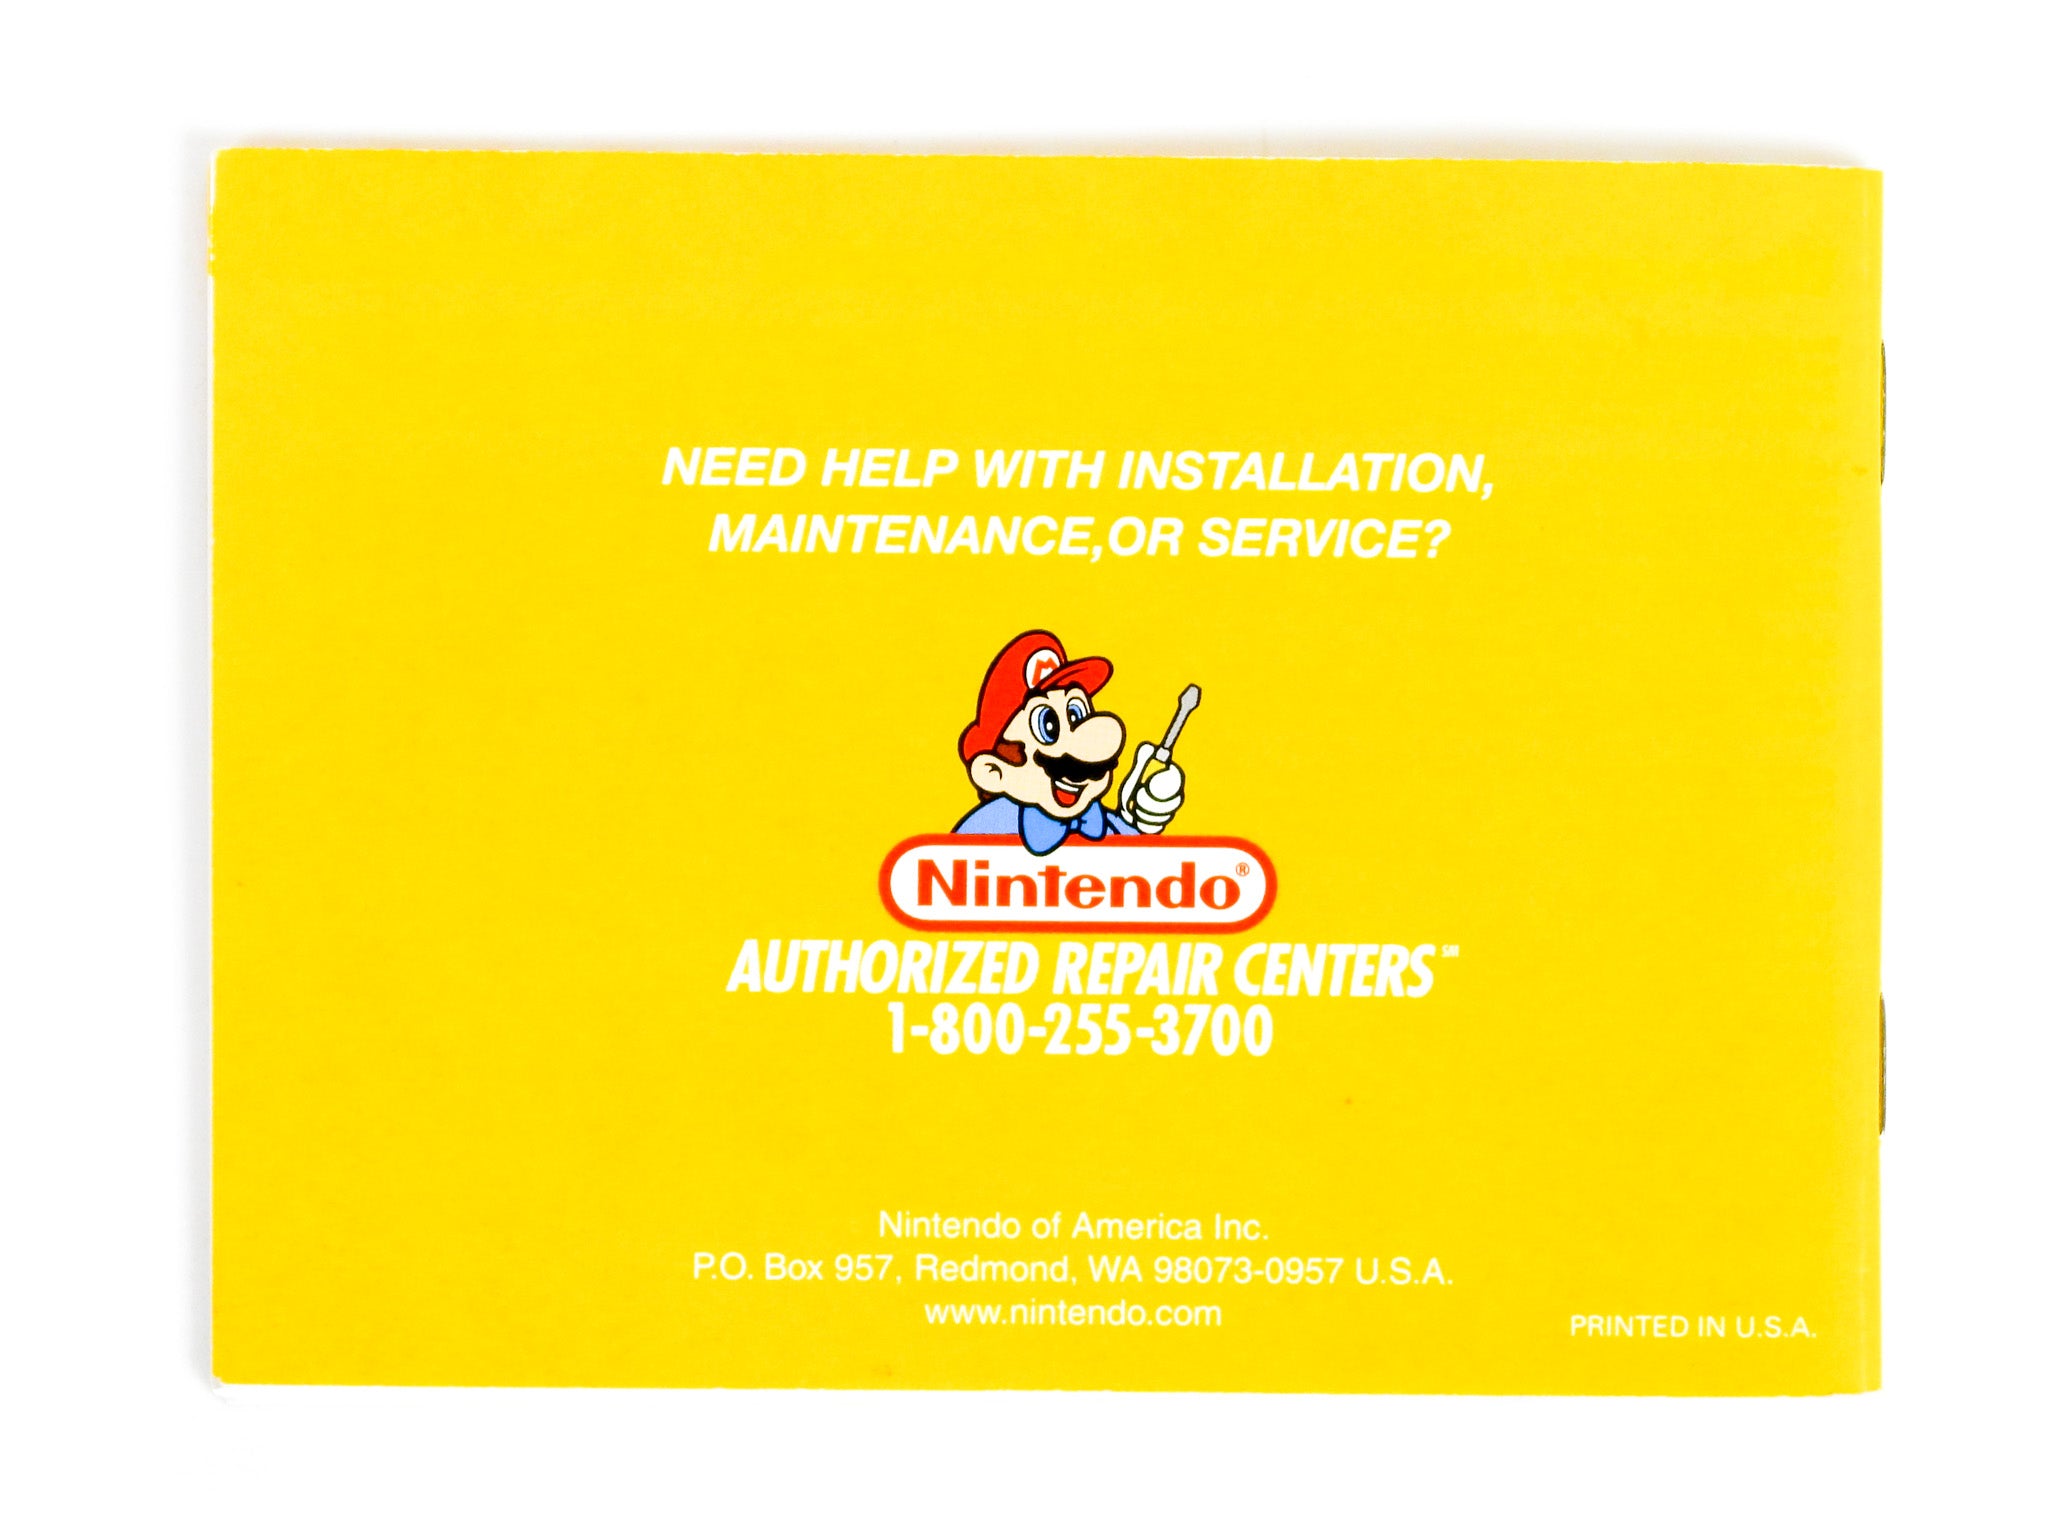 NEED HELP WITH INSTALLATION,
MAINTENANCE,OR SERVICE?
M
Nintendo®
AUTHORIZED REPAIR CENTERS℠
1-800-255-3700
Nintendo of America Inc.
P.O. Box 957, Redmond, WA 98073-0957 U.S.A.
www.nintendo.com
PRINTED IN U.S.A.